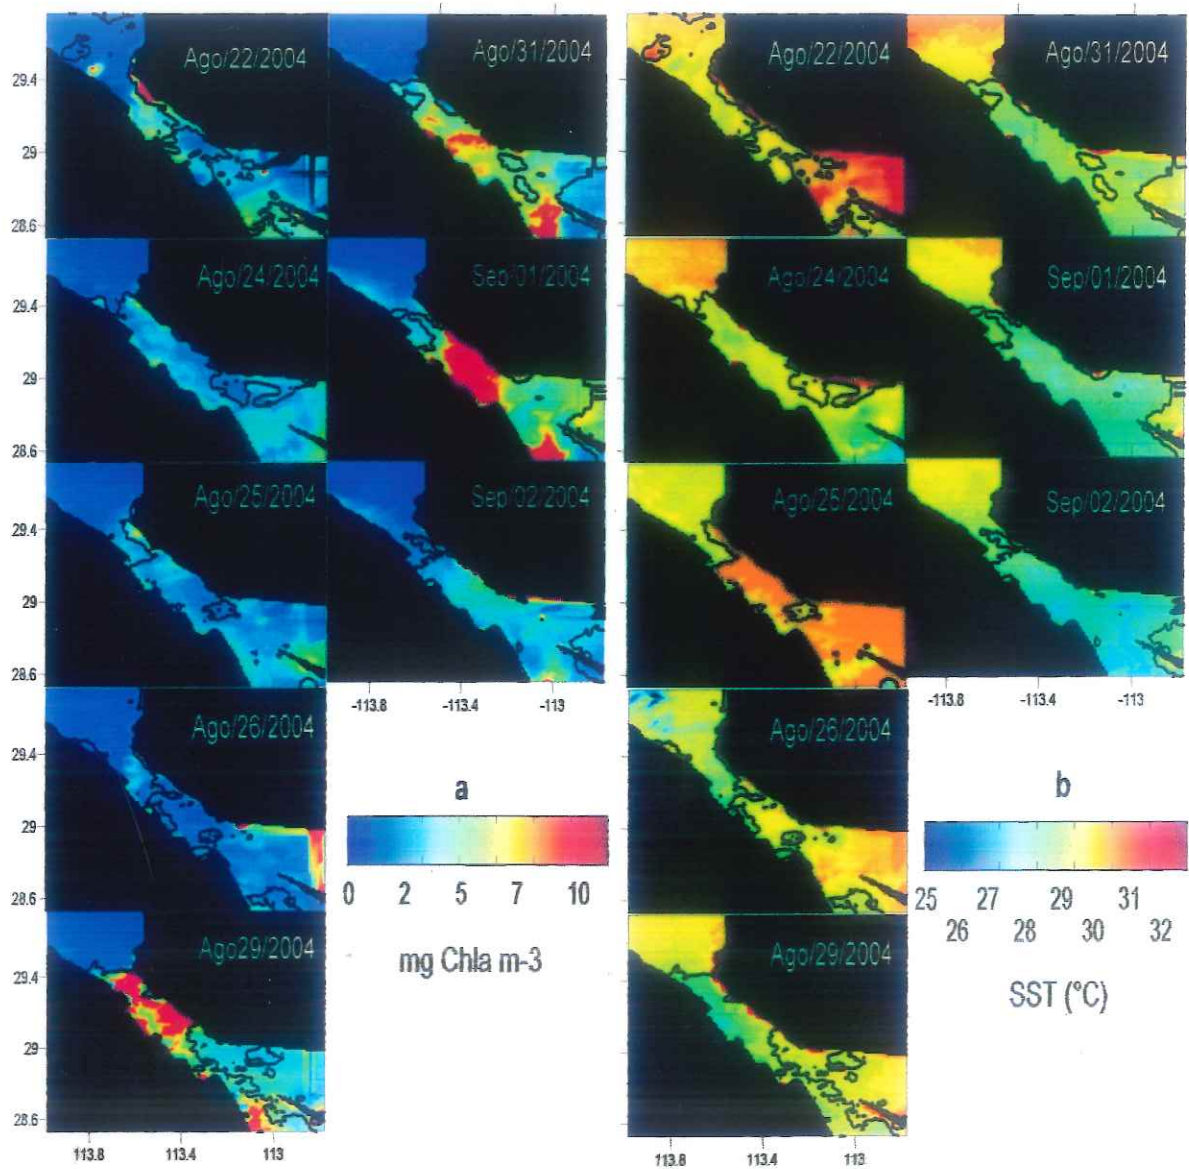 Ago/22/2004
Ago/31/2004
Ago/22/2004
Ago/31/2004
29.4
29
28.6
Ago/24/2004
Sep/01/2004
Ago/24/2004
Sep/01/2004
29.4
29
28.6
Ago/25/2004
Sep/02/2004
Ago/25/2004
Sep/02/2004
29.4
29
28.6
-113.8 -113.4 -113
-113.8 -113.4 -113
Ago/26/2004
Ago/26/2004
29.4
29
28.6
a
0 2 5 7 10
mg Chla m-3
b
25 27 29 31
26 28 30 32
SST (°C)
Ago29/2004
Ago/29/2004
29.4
29
28.6
113.8 113.4 113
113.8 113.4 113